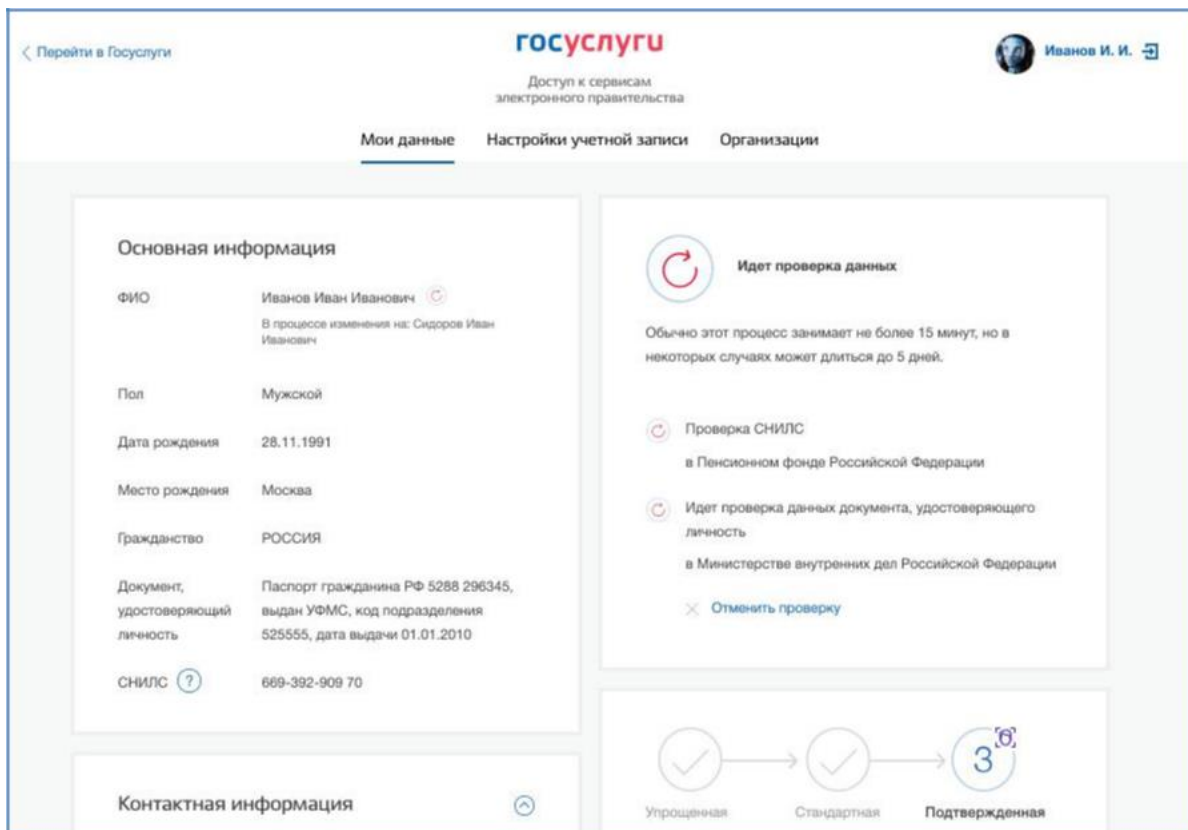 Перейти в Госуслуги
госуслуги
Иванов И. И.
Доступ к сервисам
электронного правительства
Мои данные
Настройки учетной записи
Организации
Основная информация
ФИО
Иванов Иван Иванович
В процессе изменения на: Сидоров Иван
Иванович
Пол
Мужской
Дата рождения
28.11.1991
Место рождения
Москва
Гражданство
РОССИЯ
Документ,
удостоверяющий
личность
Паспорт гражданина РФ 5288 296345,
выдан УФМС, код подразделения
525555, дата выдачи 01.01.2010
СНИЛС ?
669-392-909 70
Контактная информация
Идет проверка данных
Обычно этот процесс занимает не более 15 минут, но в
некоторых случаях может длиться до 5 дней.
Проверка СНИЛС
в Пенсионном фонде Российской Федерации
Идет проверка данных документа, удостоверяющего
личность
в Министерстве внутренних дел Российской Федерации
Отменить проверку
3
Упрощенная
Стандартная
Подтвержденная